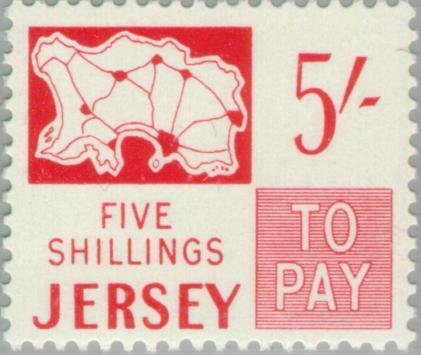 5/-
FIVE
SHILLINGS
JERSEY
TO
PAY